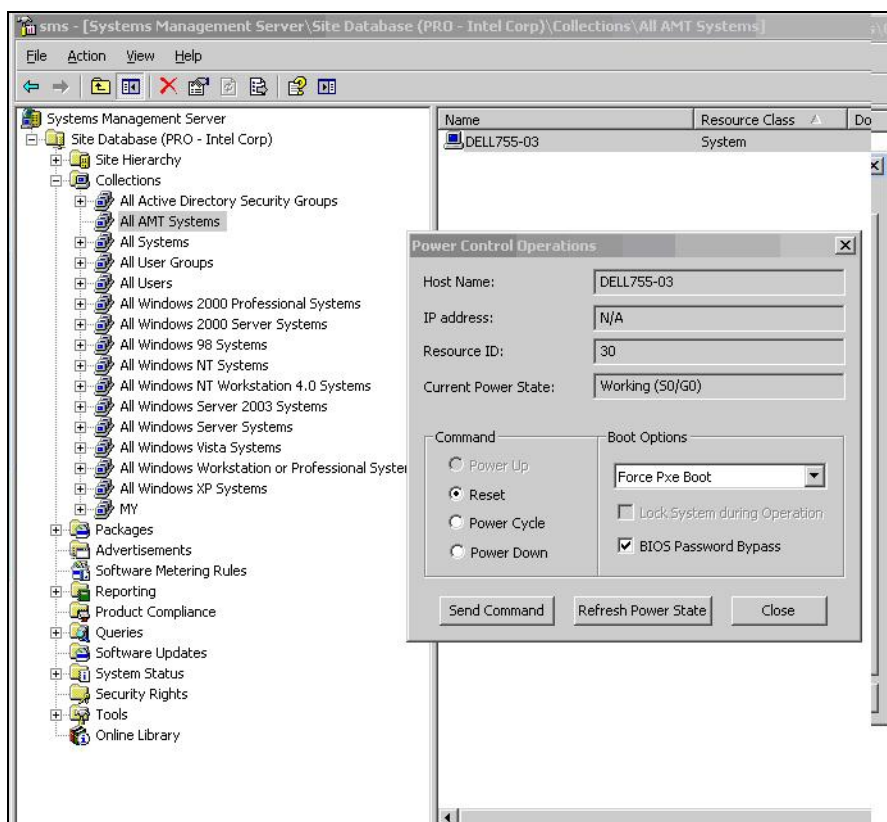 sms - [Systems Management Server\Site Database (PRO - Intel Corp)\Collections\All AMT Systems]
File Action View Help
Systems Management Server
Site Database (PRO - Intel Corp)
Site Hierarchy
Collections
All Active Directory Security Groups
All AMT Systems
All Systems
All User Groups
All Users
All Windows 2000 Professional Systems
All Windows 2000 Server Systems
All Windows 98 Systems
All Windows NT Systems
All Windows NT Workstation 4.0 Systems
All Windows Server 2003 Systems
All Windows Server Systems
All Windows Vista Systems
All Windows Workstation or Professional System
All Windows XP Systems
MY
Packages
Advertisements
Software Metering Rules
Reporting
Product Compliance
Queries
Software Updates
System Status
Security Rights
Tools
Online Library
Name Resource Class Do
DELL755-03 System
Power Control Operations
Host Name: DELL755-03
IP address: N/A
Resource ID: 30
Current Power State: Working (S0/G0)
Command
Power Up
Reset
Power Cycle
Power Down
Boot Options
Force Pxe Boot
Lock System during Operation
BIOS Password Bypass
Send Command Refresh Power State Close